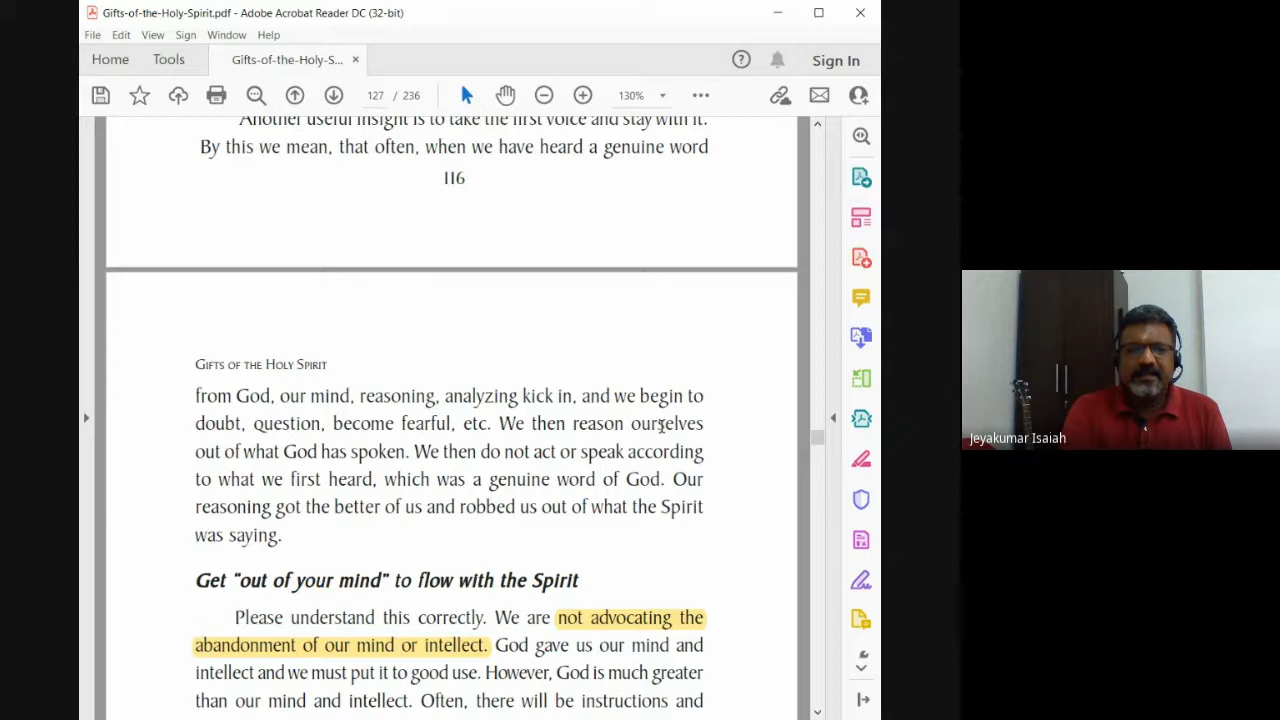 Gifts-of-the-Holy-Spirit.pdf - Adobe Acrobat Reader DC (32-bit)
File Edit View Sign Window Help
Home Tools Gifts-of-the-Holy-S... × Sign In
127 / 236 130%
Another useful insight is to take the first voice and stay with it.
By this we mean, that often, when we have heard a genuine word
116
GIFTS OF THE HOLY SPIRIT
from God, our mind, reasoning, analyzing kick in, and we begin to
doubt, question, become fearful, etc. We then reason ourselves
out of what God has spoken. We then do not act or speak according
to what we first heard, which was a genuine word of God. Our
reasoning got the better of us and robbed us out of what the Spirit
was saying.
Get "out of your mind" to flow with the Spirit
Please understand this correctly. We are not advocating the
abandonment of our mind or intellect. God gave us our mind and
intellect and we must put it to good use. However, God is much greater
than our mind and intellect. Often, there will be instructions and
Jeyakumar Isaiah